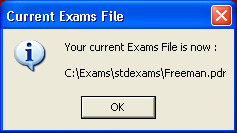 Current Exams File
Your current Exams File is now :
C:\Exams\stdexams\Freeman.pdr
OK